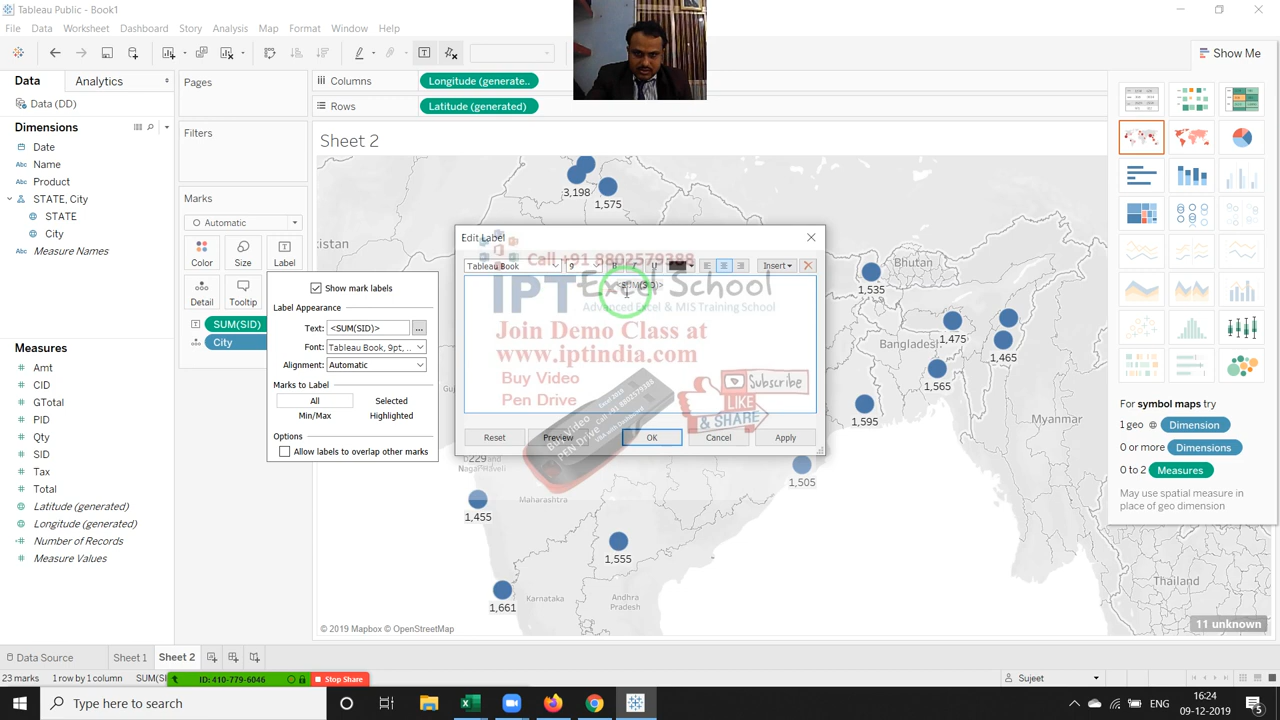 Tableau Public - Book1
File Data Worksheet Dashboard Story Analysis Map Format Window Help
Data Analytics
Pages
Columns Longitude (generate..
Show Me
Data (DD)
Rows Latitude (generated)
Dimensions
Filters
Sheet 2
Date
Abc Name
Abc Product
STATE, City
STATE
City
Abc Measure Names
Marks
Automatic
Color Size Label
Detail Tooltip
SUM(SID)
City
Show mark labels
Label Appearance
Text: <SUM(SID)> ...
Font: Tableau Book, 9pt, ..
Alignment: Automatic
Marks to Label
All Selected
Min/Max Highlighted
Options
Allow labels to overlap other marks
Measures
Amt
CID
GTotal
PID
Qty
SID
Tax
Total
Latitude (generated)
Longitude (generated)
Number of Records
Measure Values
3,198
1,575
Edit Label
Call +91 9802579388
Tableau Book 9 B I U Insert
<SUM(SID)>
IPT Excel School
Advanced Excel & MIS Training School
Join Demo Class at
www.iptindia.com
Buy Video
Pen Drive
Subscribe
LIKE
& SHARE
Reset Preview OK Cancel Apply
Bhutan
1,535
Bangladesh
1,475
1,465
1,565
1,595
1,505
Maharashtra
1,455
1,555
Karnataka
Andhra
Pradesh
1,661
Myanmar
Thailand
11 unknown
© 2019 Mapbox © OpenStreetMap
For symbol maps try
1 geo Dimension
0 or more Dimensions
0 to 2 Measures
May use spatial measure in
place of geo dimension
Data Source Sheet 1 Sheet 2
23 marks 1 row by 1 column
ID: 410-779-6046 Stop Share
Sujeet
Type here to search
ENG
16:24
09-12-2019
5